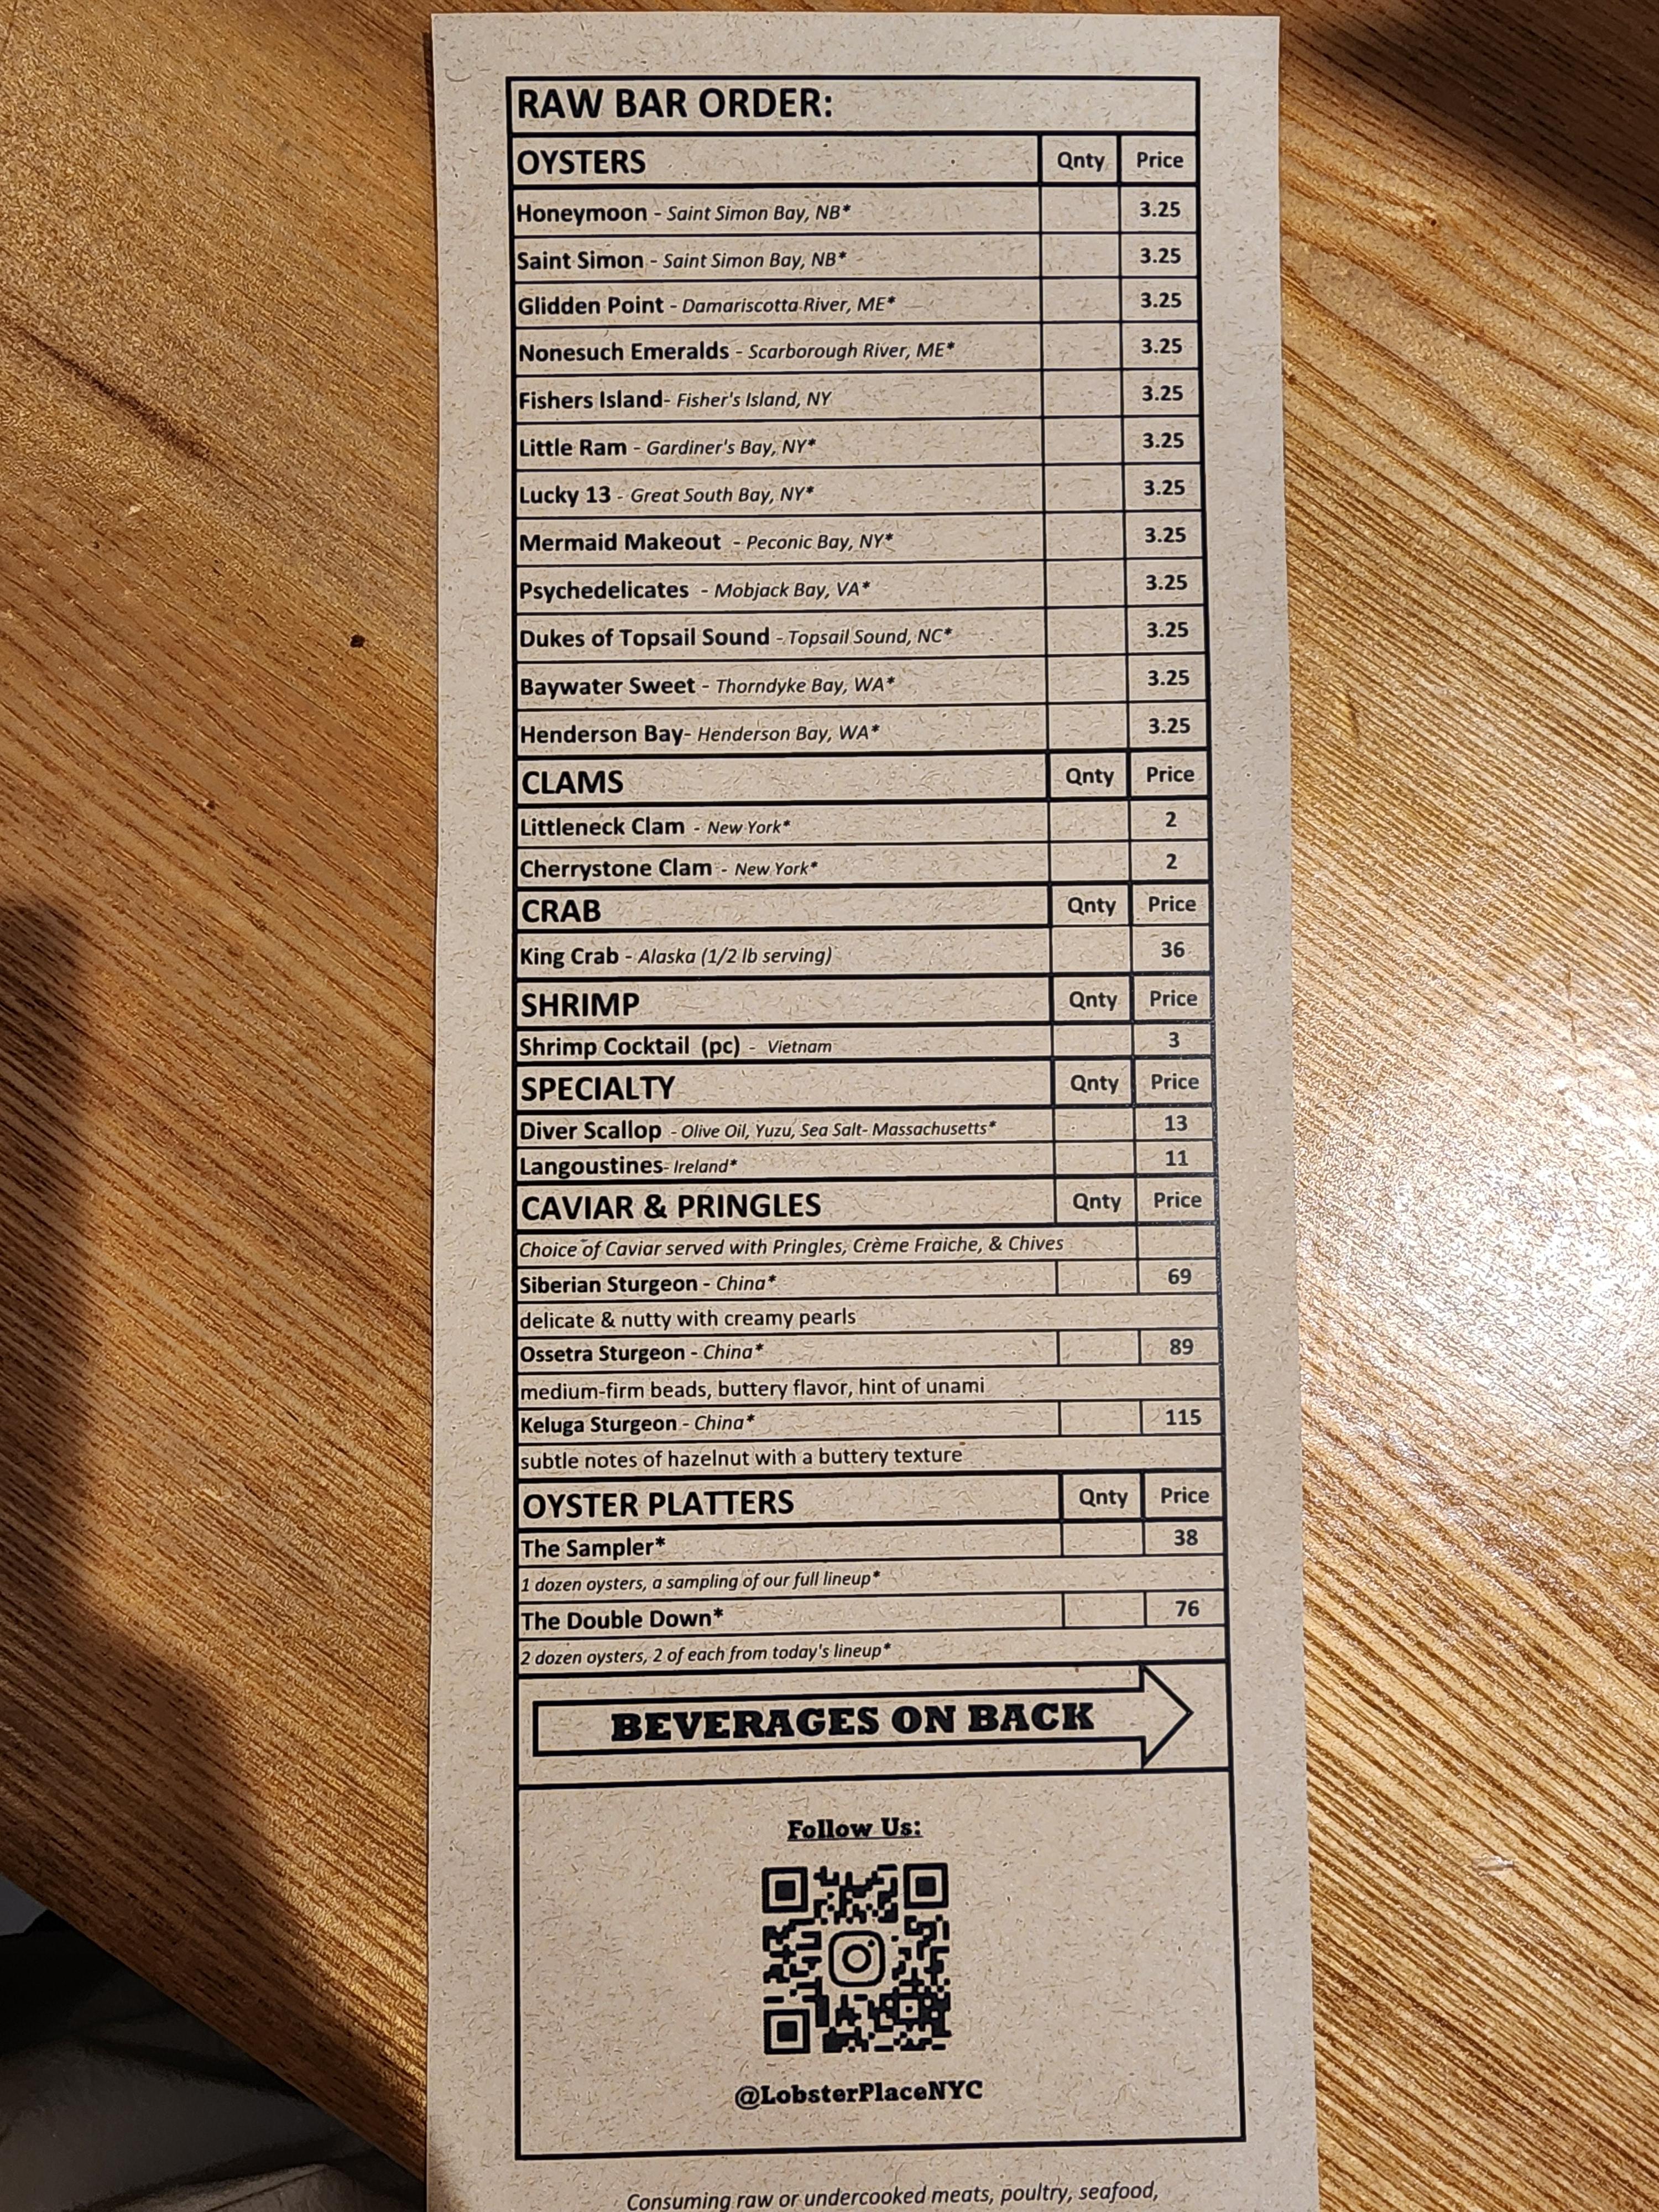 RAW BAR ORDER:
OYSTERS Qnty Price
Honeymoon - Saint Simon Bay, NB* 3.25
Saint Simon - Saint Simon Bay, NB* 3.25
Glidden Point - Damariscotta River, ME* 3.25
Nonesuch Emeralds - Scarborough River, ME* 3.25
Fishers Island- Fisher's Island, NY 3.25
Little Ram - Gardiner's Bay, NY* 3.25
Lucky 13 - Great South Bay, NY* 3.25
Mermaid Makeout - Peconic Bay, NY* 3.25
Psychedelicates - Mobjack Bay, VA* 3.25
Dukes of Topsail Sound - Topsail Sound, NC* 3.25
Baywater Sweet - Thorndyke Bay, WA* 3.25
Henderson Bay- Henderson Bay, WA* 3.25
CLAMS Qnty Price
Littleneck Clam - New York* 2
Cherrystone Clam - New York* 2
CRAB Qnty Price
King Crab - Alaska (1/2 lb serving) 36
SHRIMP Qnty Price
Shrimp Cocktail (pc) - Vietnam 3
SPECIALTY Qnty Price
Diver Scallop - Olive Oil, Yuzu, Sea Salt- Massachusetts* 13
Langoustines- Ireland* 11
CAVIAR & PRINGLES Qnty Price
Choice of Caviar served with Pringles, Crème Fraiche, & Chives
Siberian Sturgeon - China* 69
delicate & nutty with creamy pearls
Ossetra Sturgeon - China* 89
medium-firm beads, buttery flavor, hint of unami
Keluga Sturgeon - China* 115
subtle notes of hazelnut with a buttery texture
OYSTER PLATTERS Qnty Price
The Sampler* 38
1 dozen oysters, a sampling of our full lineup*
The Double Down* 76
2 dozen oysters, 2 of each from today's lineup*
BEVERAGES ON BACK
Follow Us:
@LobsterPlaceNYC
Consuming raw or undercooked meats, poultry, seafood,